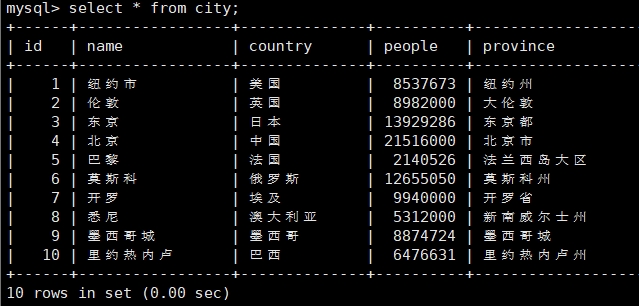 mysql> select * from city;
+------+-----------------+--------------+----------+--------------------
| id   | name            | country      | people   | province
+------+-----------------+--------------+----------+--------------------
|    1 | 纽约市 | 美国 |  8537673 | 纽约州
|    2 | 伦敦 | 英国 |  8982000 | 大伦敦
|    3 | 东京 | 日本 | 13929286 | 东京都
|    4 | 北京 | 中国 | 21516000 | 北京市
|    5 | 巴黎 | 法国 |  2140526 | 法兰西岛大区
|    6 | 莫斯科 | 俄罗斯 | 12655050 | 莫斯科州
|    7 | 开罗 | 埃及 |  9940000 | 开罗省
|    8 | 悉尼 | 澳大利亚 |  5312000 | 新南威尔士州
|    9 | 墨西哥城 | 墨西哥 |  8874724 | 墨西哥城
|   10 | 里约热内卢 | 巴西 |  6476631 | 里约热内卢州
+------+-----------------+--------------+----------+--------------------
10 rows in set (0.00 sec)